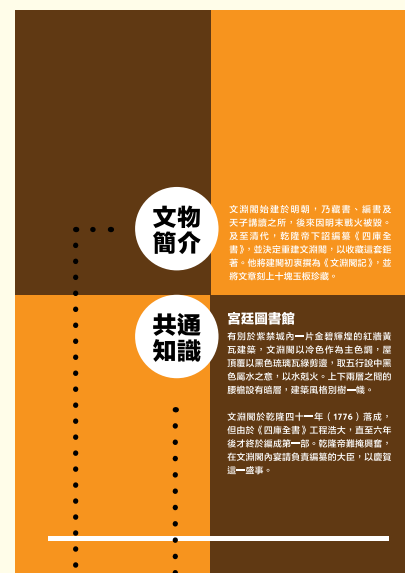 文物
簡介
文淵閣始建於明朝，乃藏書、編書及
天子講讀之所，後來因明末戰火被毀。
及至清代，乾隆帝下詔編纂《四庫全
書》，並決定重建文淵閣，以收藏這套鉅
著。他將建閣初衷撰為《文淵閣記》，並
將文意刻上十塊玉板珍藏。
共通
知識
宮廷圖書館
有別於紫禁城內一片金碧輝煌的紅牆黃
瓦建築，文淵閣以冷色作為主色調，屋
頂覆以黑色琉璃瓦綠剪邊，取五行說中黑
色屬水之意，以水剋火。上下兩層之間的
腰檐設有暗層，建築風格別樹一幟。
文淵閣於乾隆四十一年（1776）落成，
但由於《四庫全書》工程浩大，直至六年
後才終於編成第一部。乾隆帝難掩興奮，
在文淵閣內宴請負責編纂的大臣，以慶賀
這一盛事。